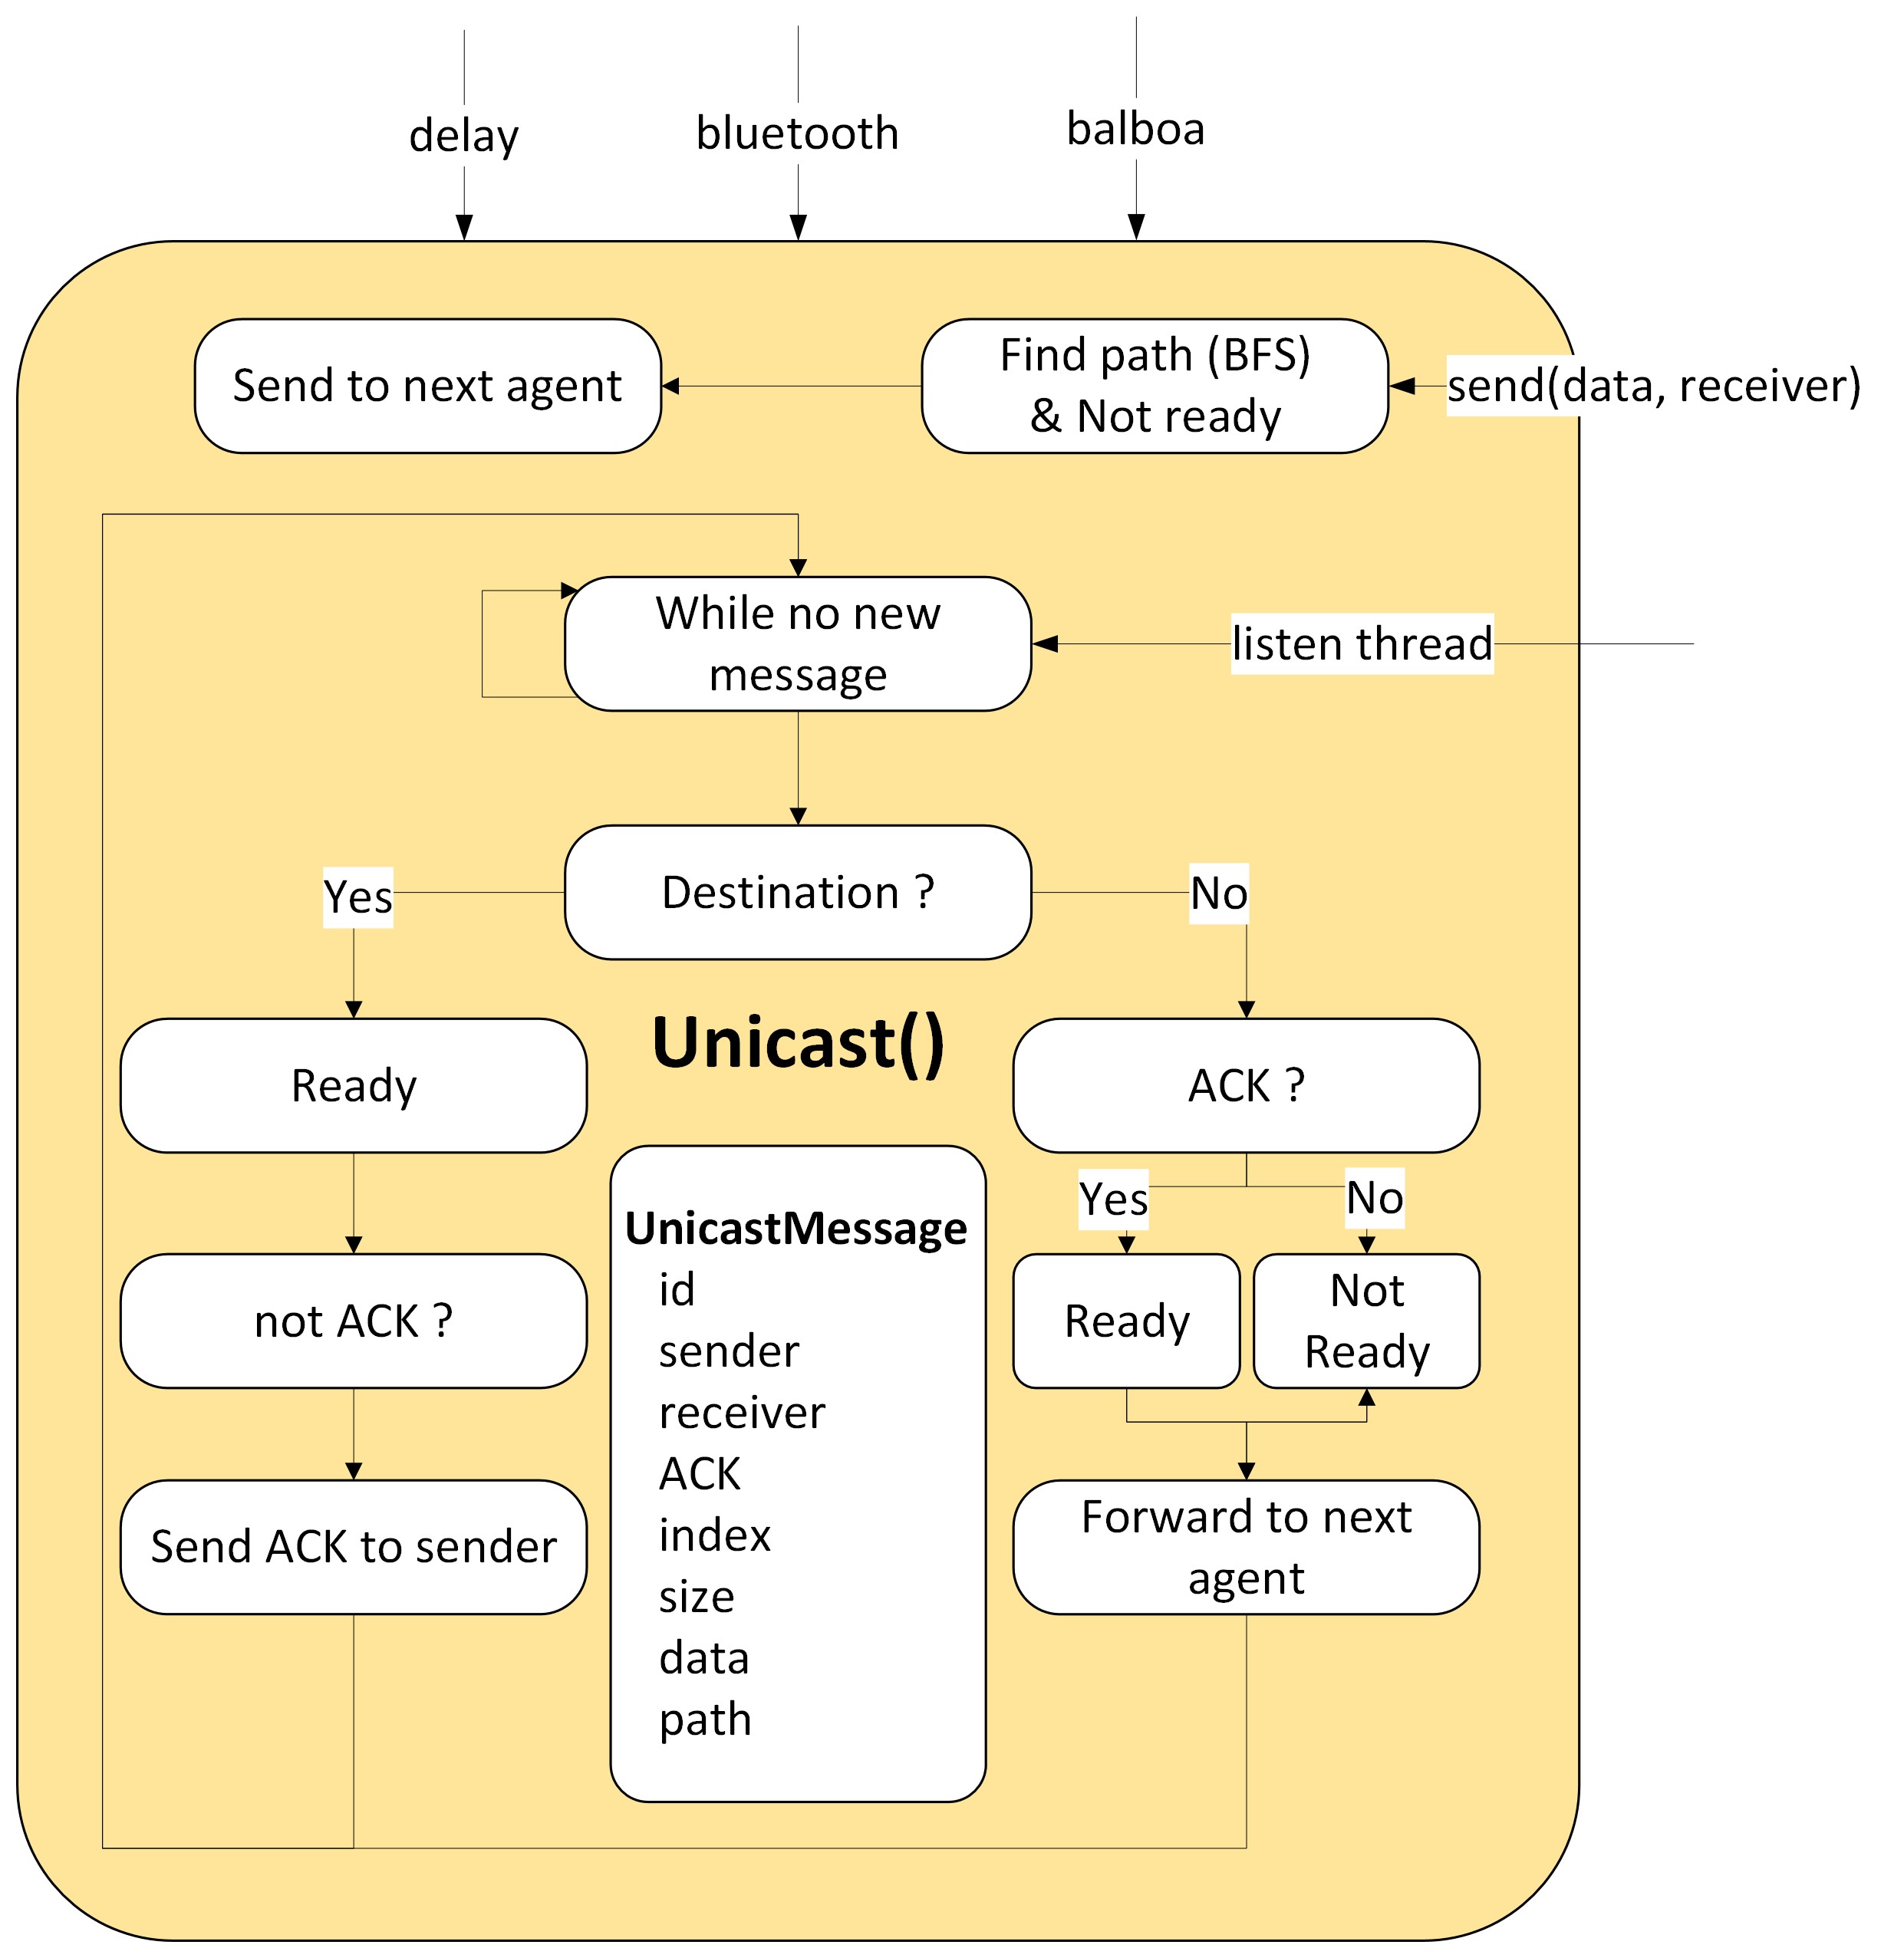 delay
bluetooth
balboa
Send to next agent
Find path (BFS)
& Not ready
send(data, receiver)
While no new
message
listen thread
Destination ?
Yes
No
Unicast()
Ready
ACK ?
Yes
No
not ACK ?
Ready
Not
Ready
Send ACK to sender
Forward to next
agent
UnicastMessage
id
sender
receiver
ACK
index
size
data
path